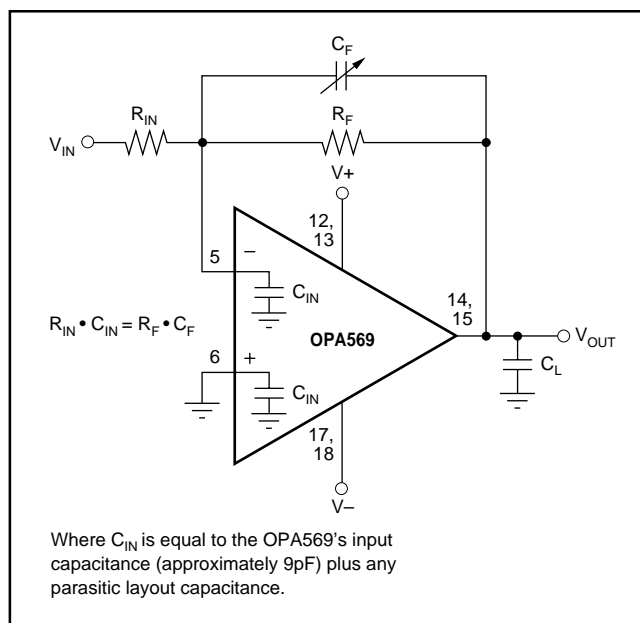 C_F
R_IN
R_F
V_IN
V+
12,
13
5
–
C_IN
14,
15
R_IN • C_IN = R_F • C_F
OPA569
V_OUT
6
+
C_IN
C_L
17,
18
V–
Where C_IN is equal to the OPA569's input
capacitance (approximately 9pF) plus any
parasitic layout capacitance.